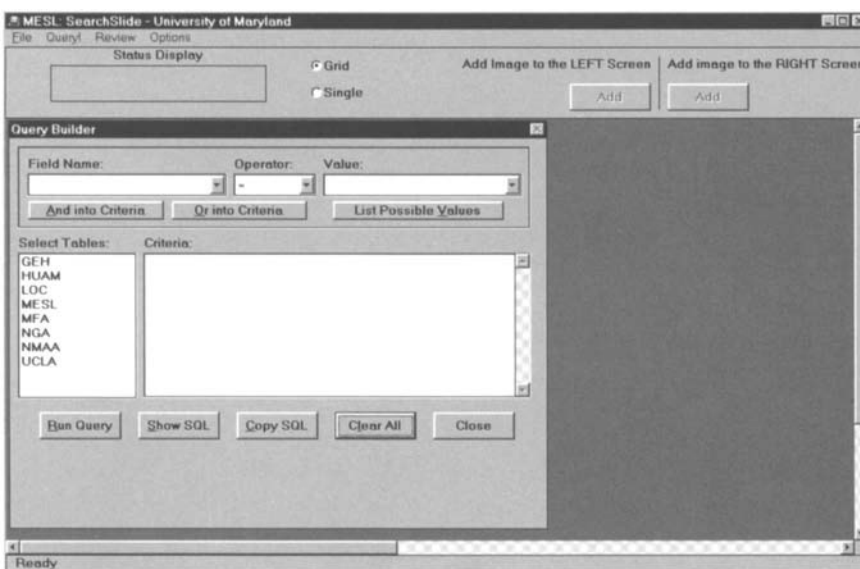 MESL: SearchSlide - University of Maryland
File Query! Review Options
Status Display
Grid
Single
Add Image to the LEFT Screen
Add
Add image to the RIGHT Screen
Add
Query Builder
Field Name: Operator: Value:
=
And into Criteria Or into Criteria List Possible Values
Select Tables: Criteria:
GEH
HUAM
LOC
MESL
MFA
NGA
NMAA
UCLA
Run Query Show SQL Copy SQL Clear All Close
Ready